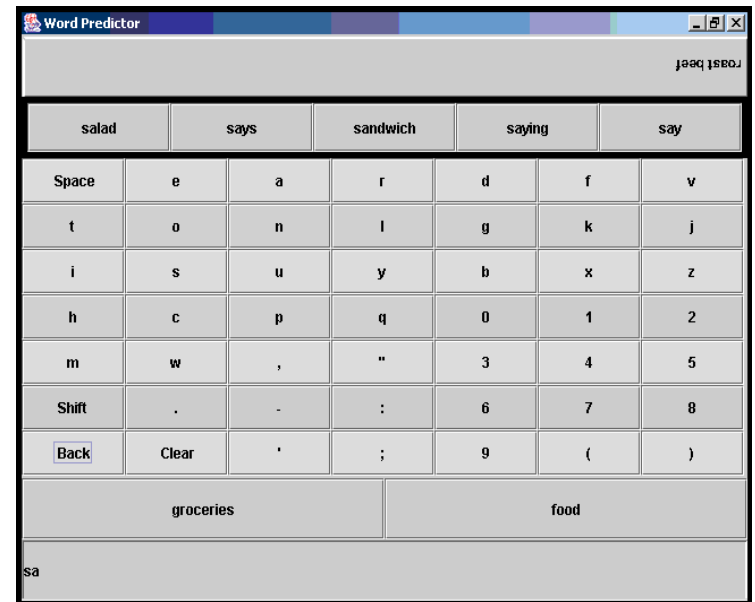 Word Predictor
roast beef
salad says sandwich saying say
Space e a r d f v
t o n l g k j
i s u y b x z
h c p q 0 1 2
m w , " 3 4 5
Shift . - : 6 7 8
Back Clear ' ; 9 ( )
groceries food
sa